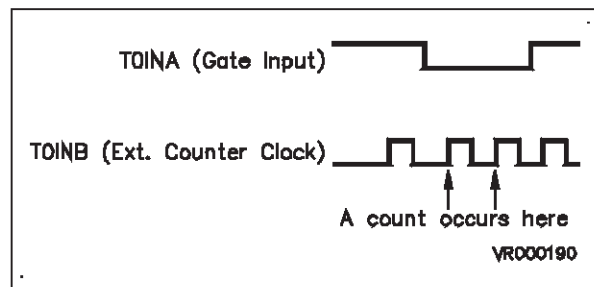 TOINA (Gate Input)
TOINB (Ext. Counter Clock)
A count occurs here
VR000190